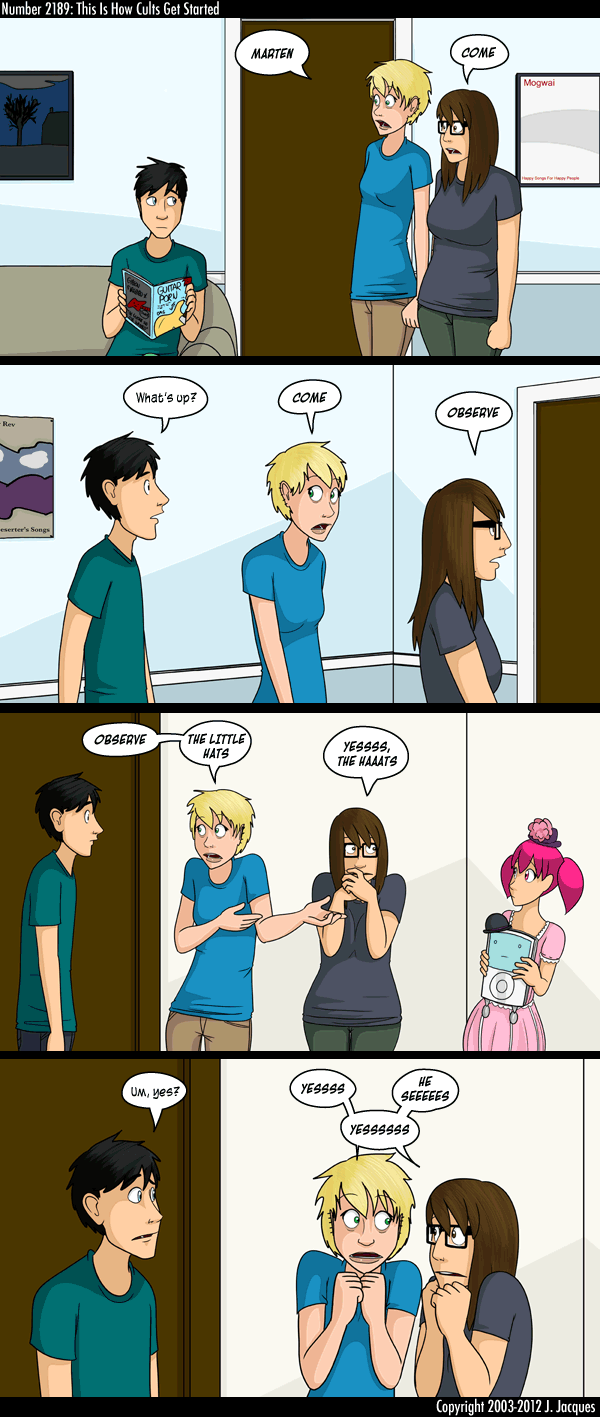 Number 2189: This Is How Cults Get Started
MARTEN
COME
Mogwai
Happy Songs For Happy People
GUITAR
PORN
What's up?
COME
OBSERVE
Rev
eserter's Songs
OBSERVE
THE LITTLE
HATS
YESSSS,
THE HAAATS
Um, yes?
YESSSS
HE
SEEEEES
YESSSSSS
Copyright 2003-2012 J. Jacques